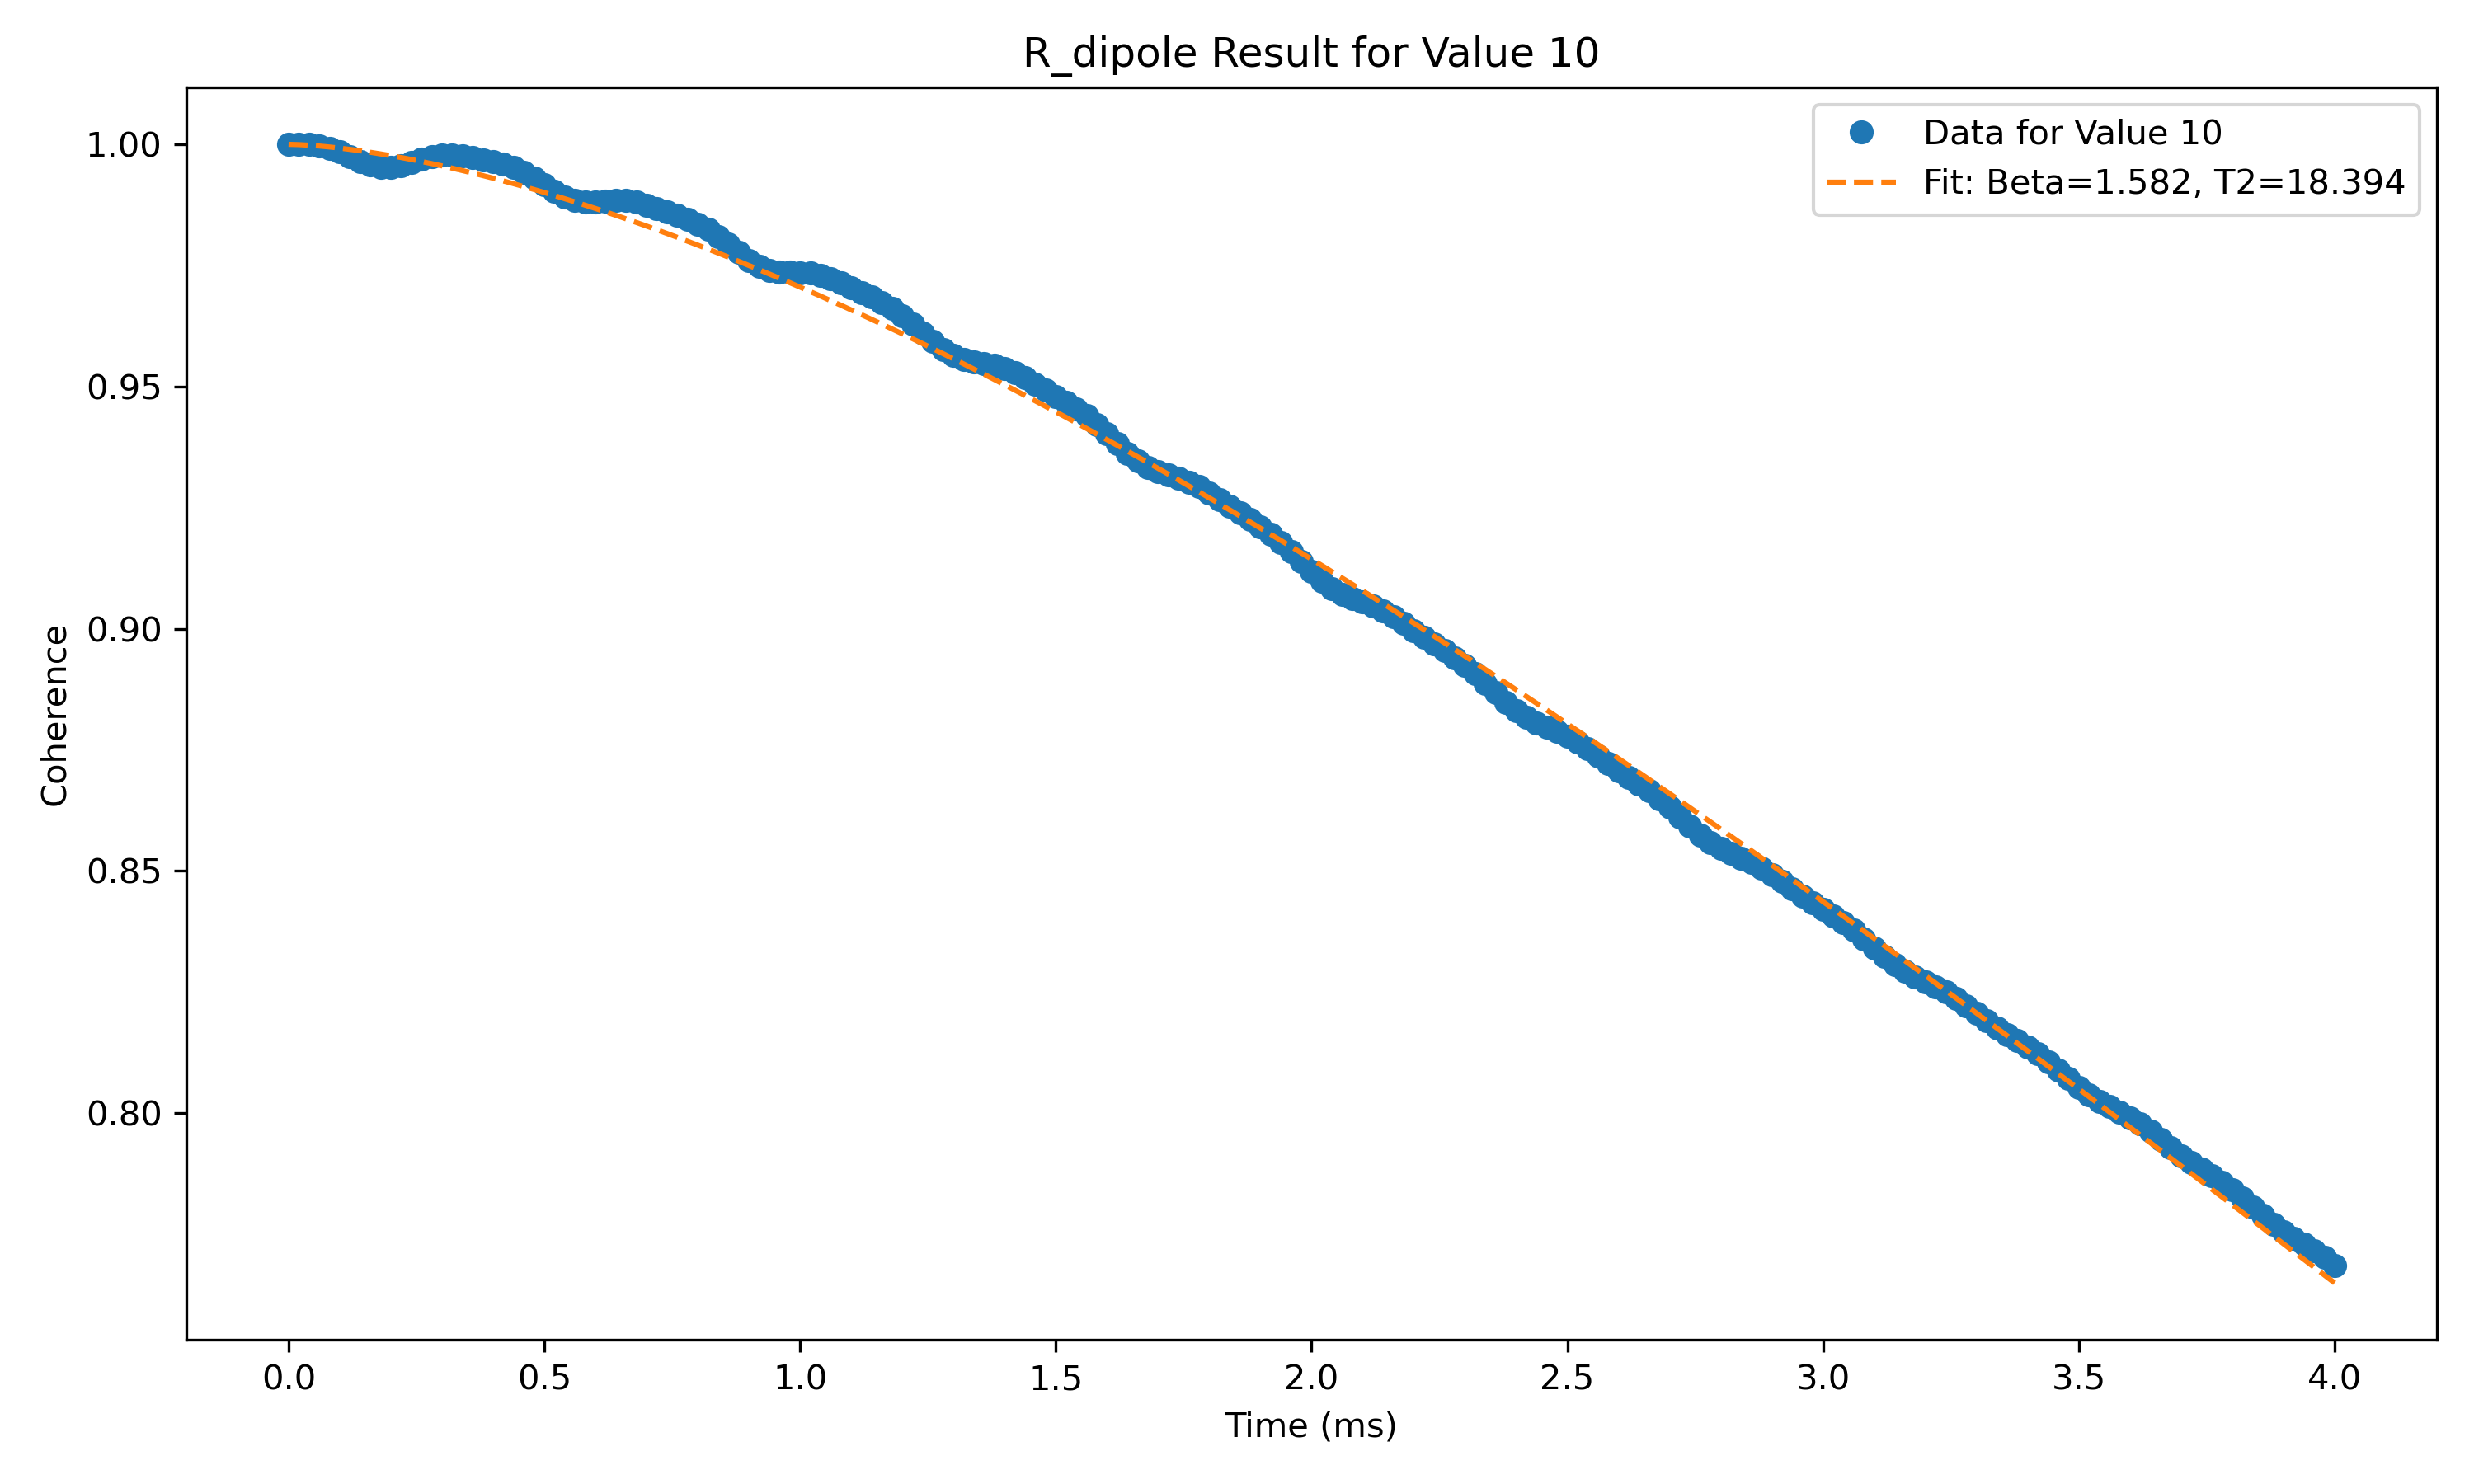 R_dipole Result for Value 10
Data for Value 10
Fit: Beta=1.582, T2=18.394
Coherence
1.00
0.95
0.90
0.85
0.80
0.0 0.5 1.0 1.5 2.0 2.5 3.0 3.5 4.0
Time (ms)